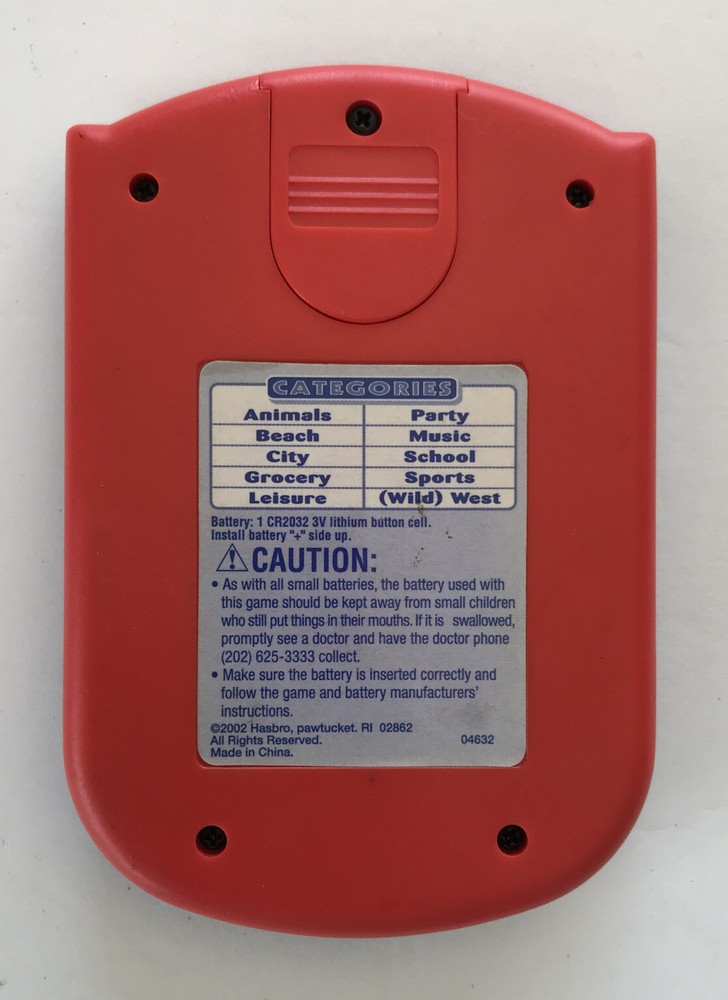 CATEGORIES
Animals Party
Beach Music
City School
Grocery Sports
Leisure (Wild) West
Battery: 1 CR2032 3V lithium button cell.
Install battery "+" side up.
CAUTION:
• As with all small batteries, the battery used with
this game should be kept away from small children
who still put things in their mouths. If it is swallowed,
promptly see a doctor and have the doctor phone
(202) 625-3333 collect.
• Make sure the battery is inserted correctly and
follow the game and battery manufacturers'
instructions.
©2002 Hasbro, pawtucket. RI 02862
All Rights Reserved. 04632
Made in China.